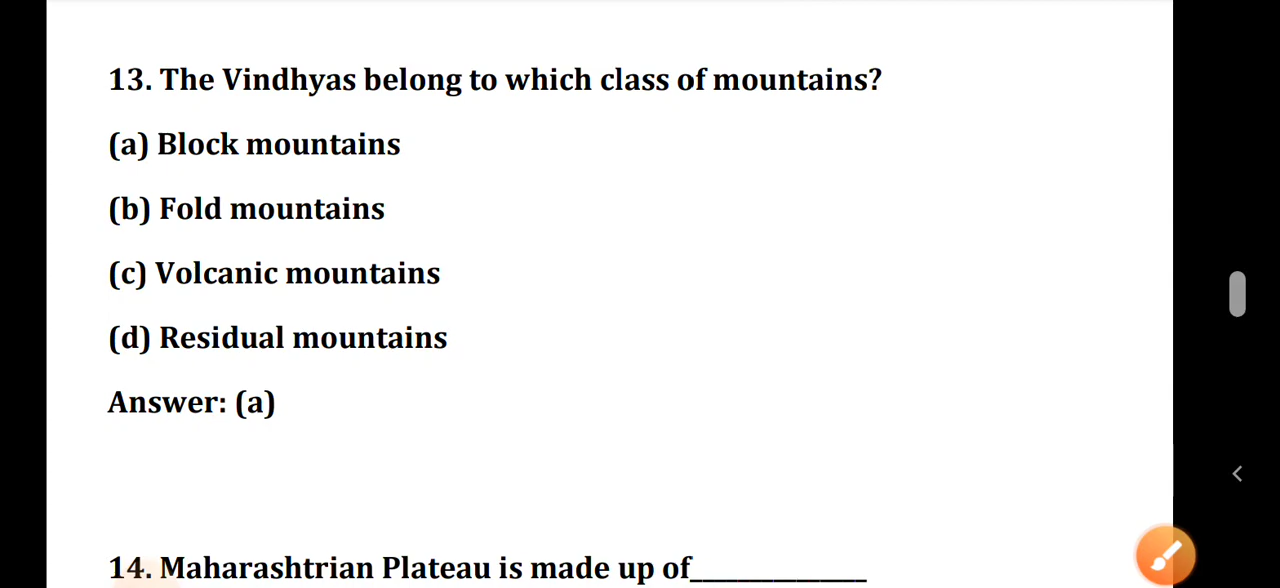 13. The Vindhyas belong to which class of mountains?
(a) Block mountains
(b) Fold mountains
(c) Volcanic mountains
(d) Residual mountains
Answer: (a)
14. Maharashtrian Plateau is made up of____________